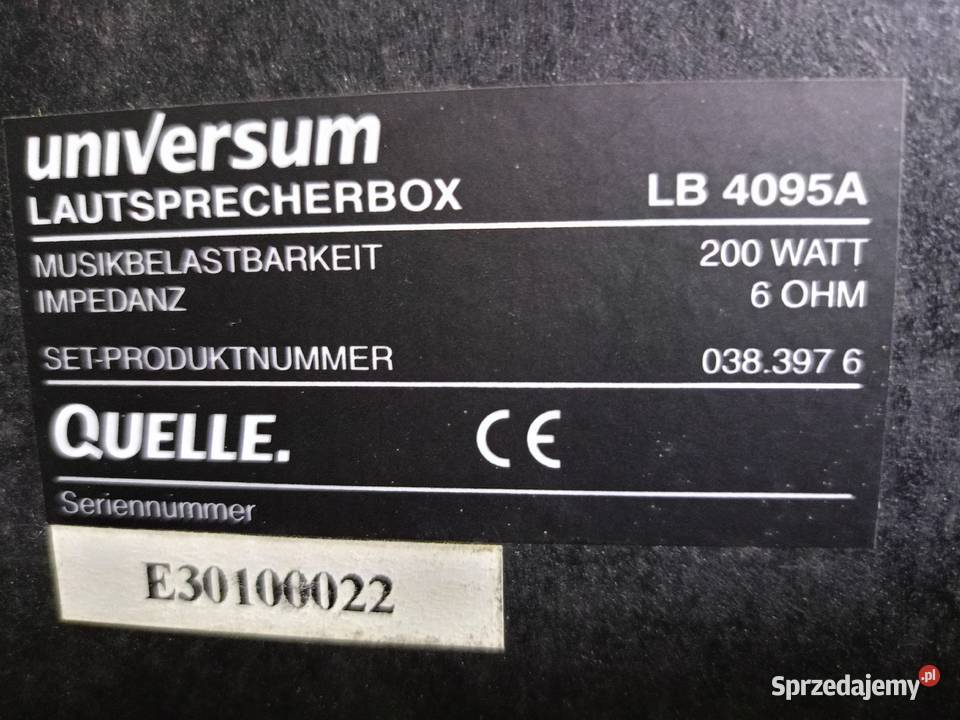 universum
LAUTSPRECHERBOX LB 4095A
MUSIKBELASTBARKEIT 200 WATT
IMPEDANZ 6 OHM
SET-PRODUKTNUMMER 038.397 6
QUELLE. CE
Seriennummer
E30100022
Sprzedajemy.pl